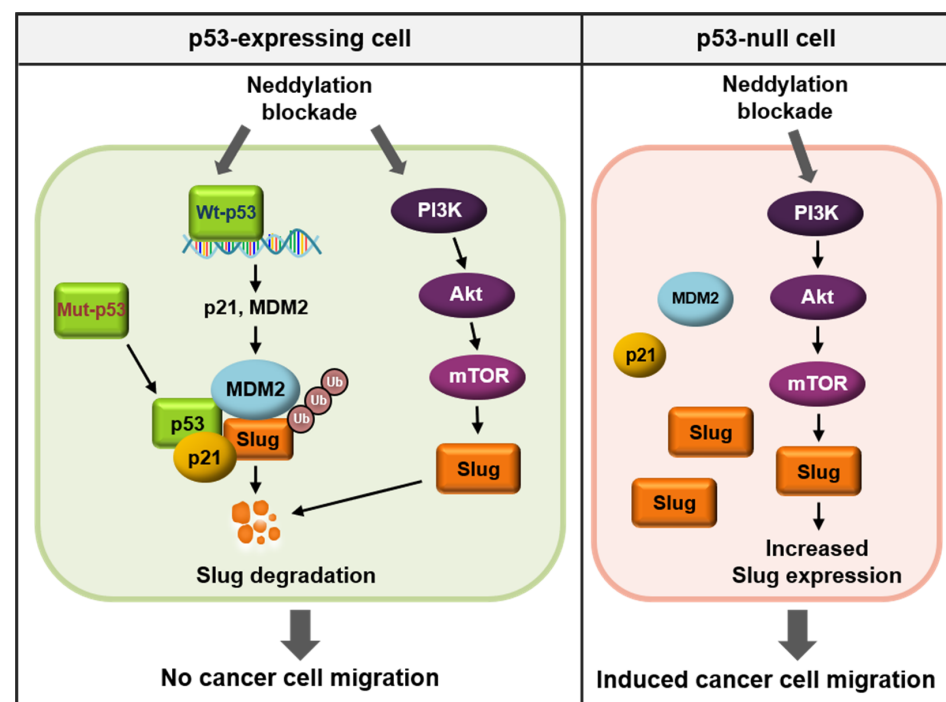 p53-expressing cell
Neddylation
blockade
Wt-p53
PI3K
Akt
p21, MDM2
Mut-p53
mTOR
MDM2
Ub
Ub
Ub
p53
Slug
p21
Slug
Slug degradation
No cancer cell migration
p53-null cell
Neddylation
blockade
PI3K
MDM2
Akt
p21
mTOR
Slug
Slug
Slug
Increased
Slug expression
Induced cancer cell migration